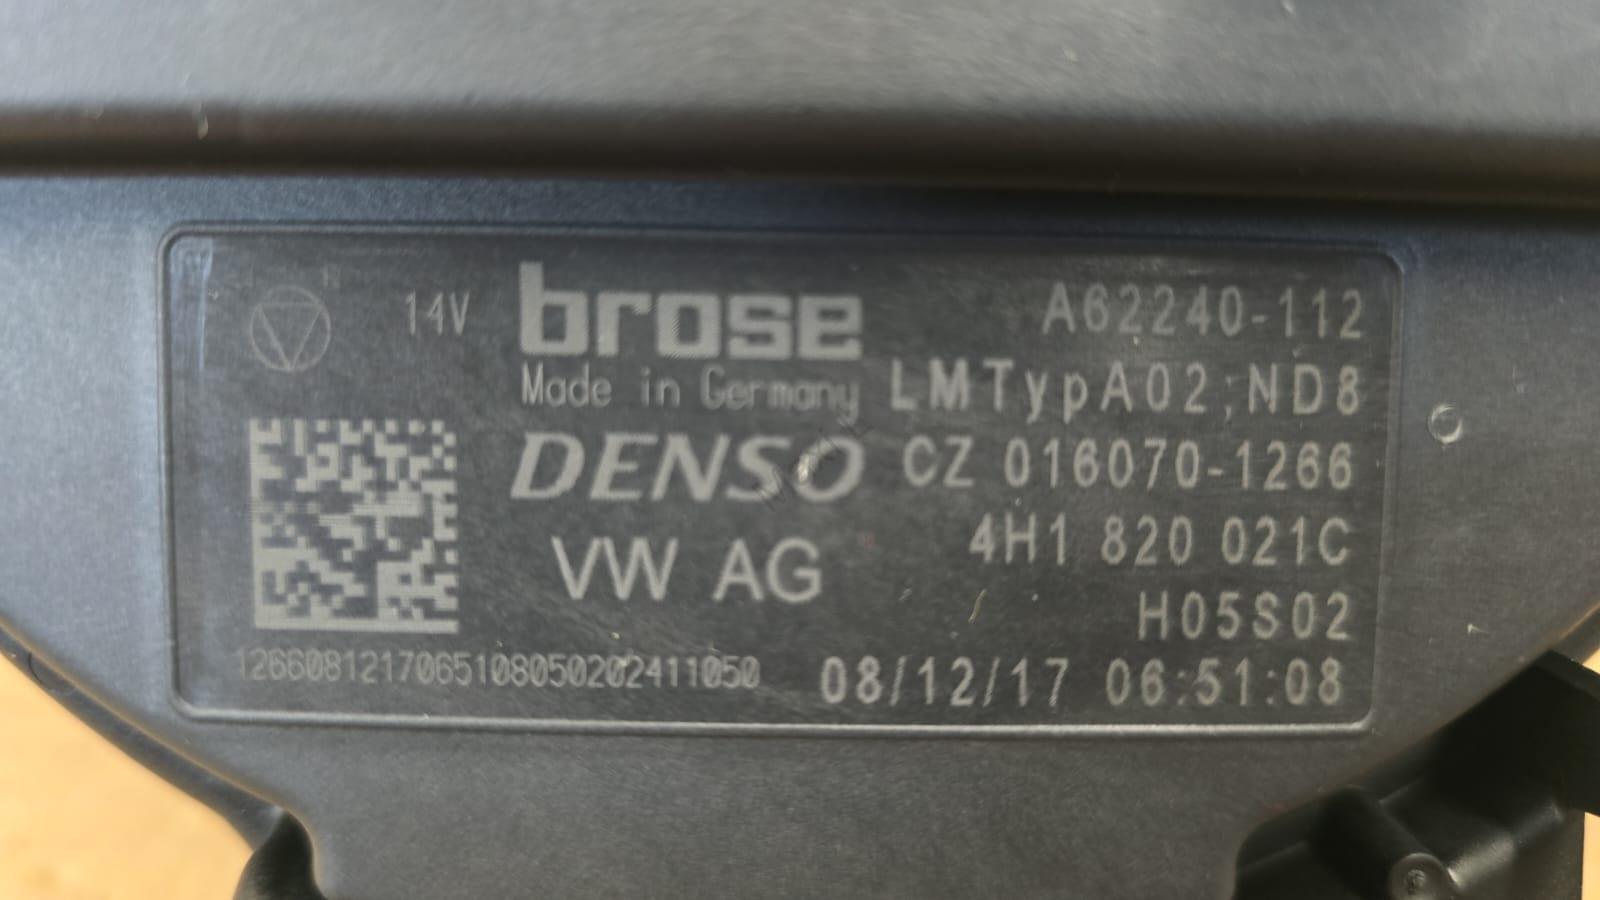 14V brose A62240-112
Made in Germany LMTypA02;ND8
DENSO CZ 016070-1266
VW AG 4H1 820 021C
H05S02
1266081217065108050202411050 08/12/17 06:51:08